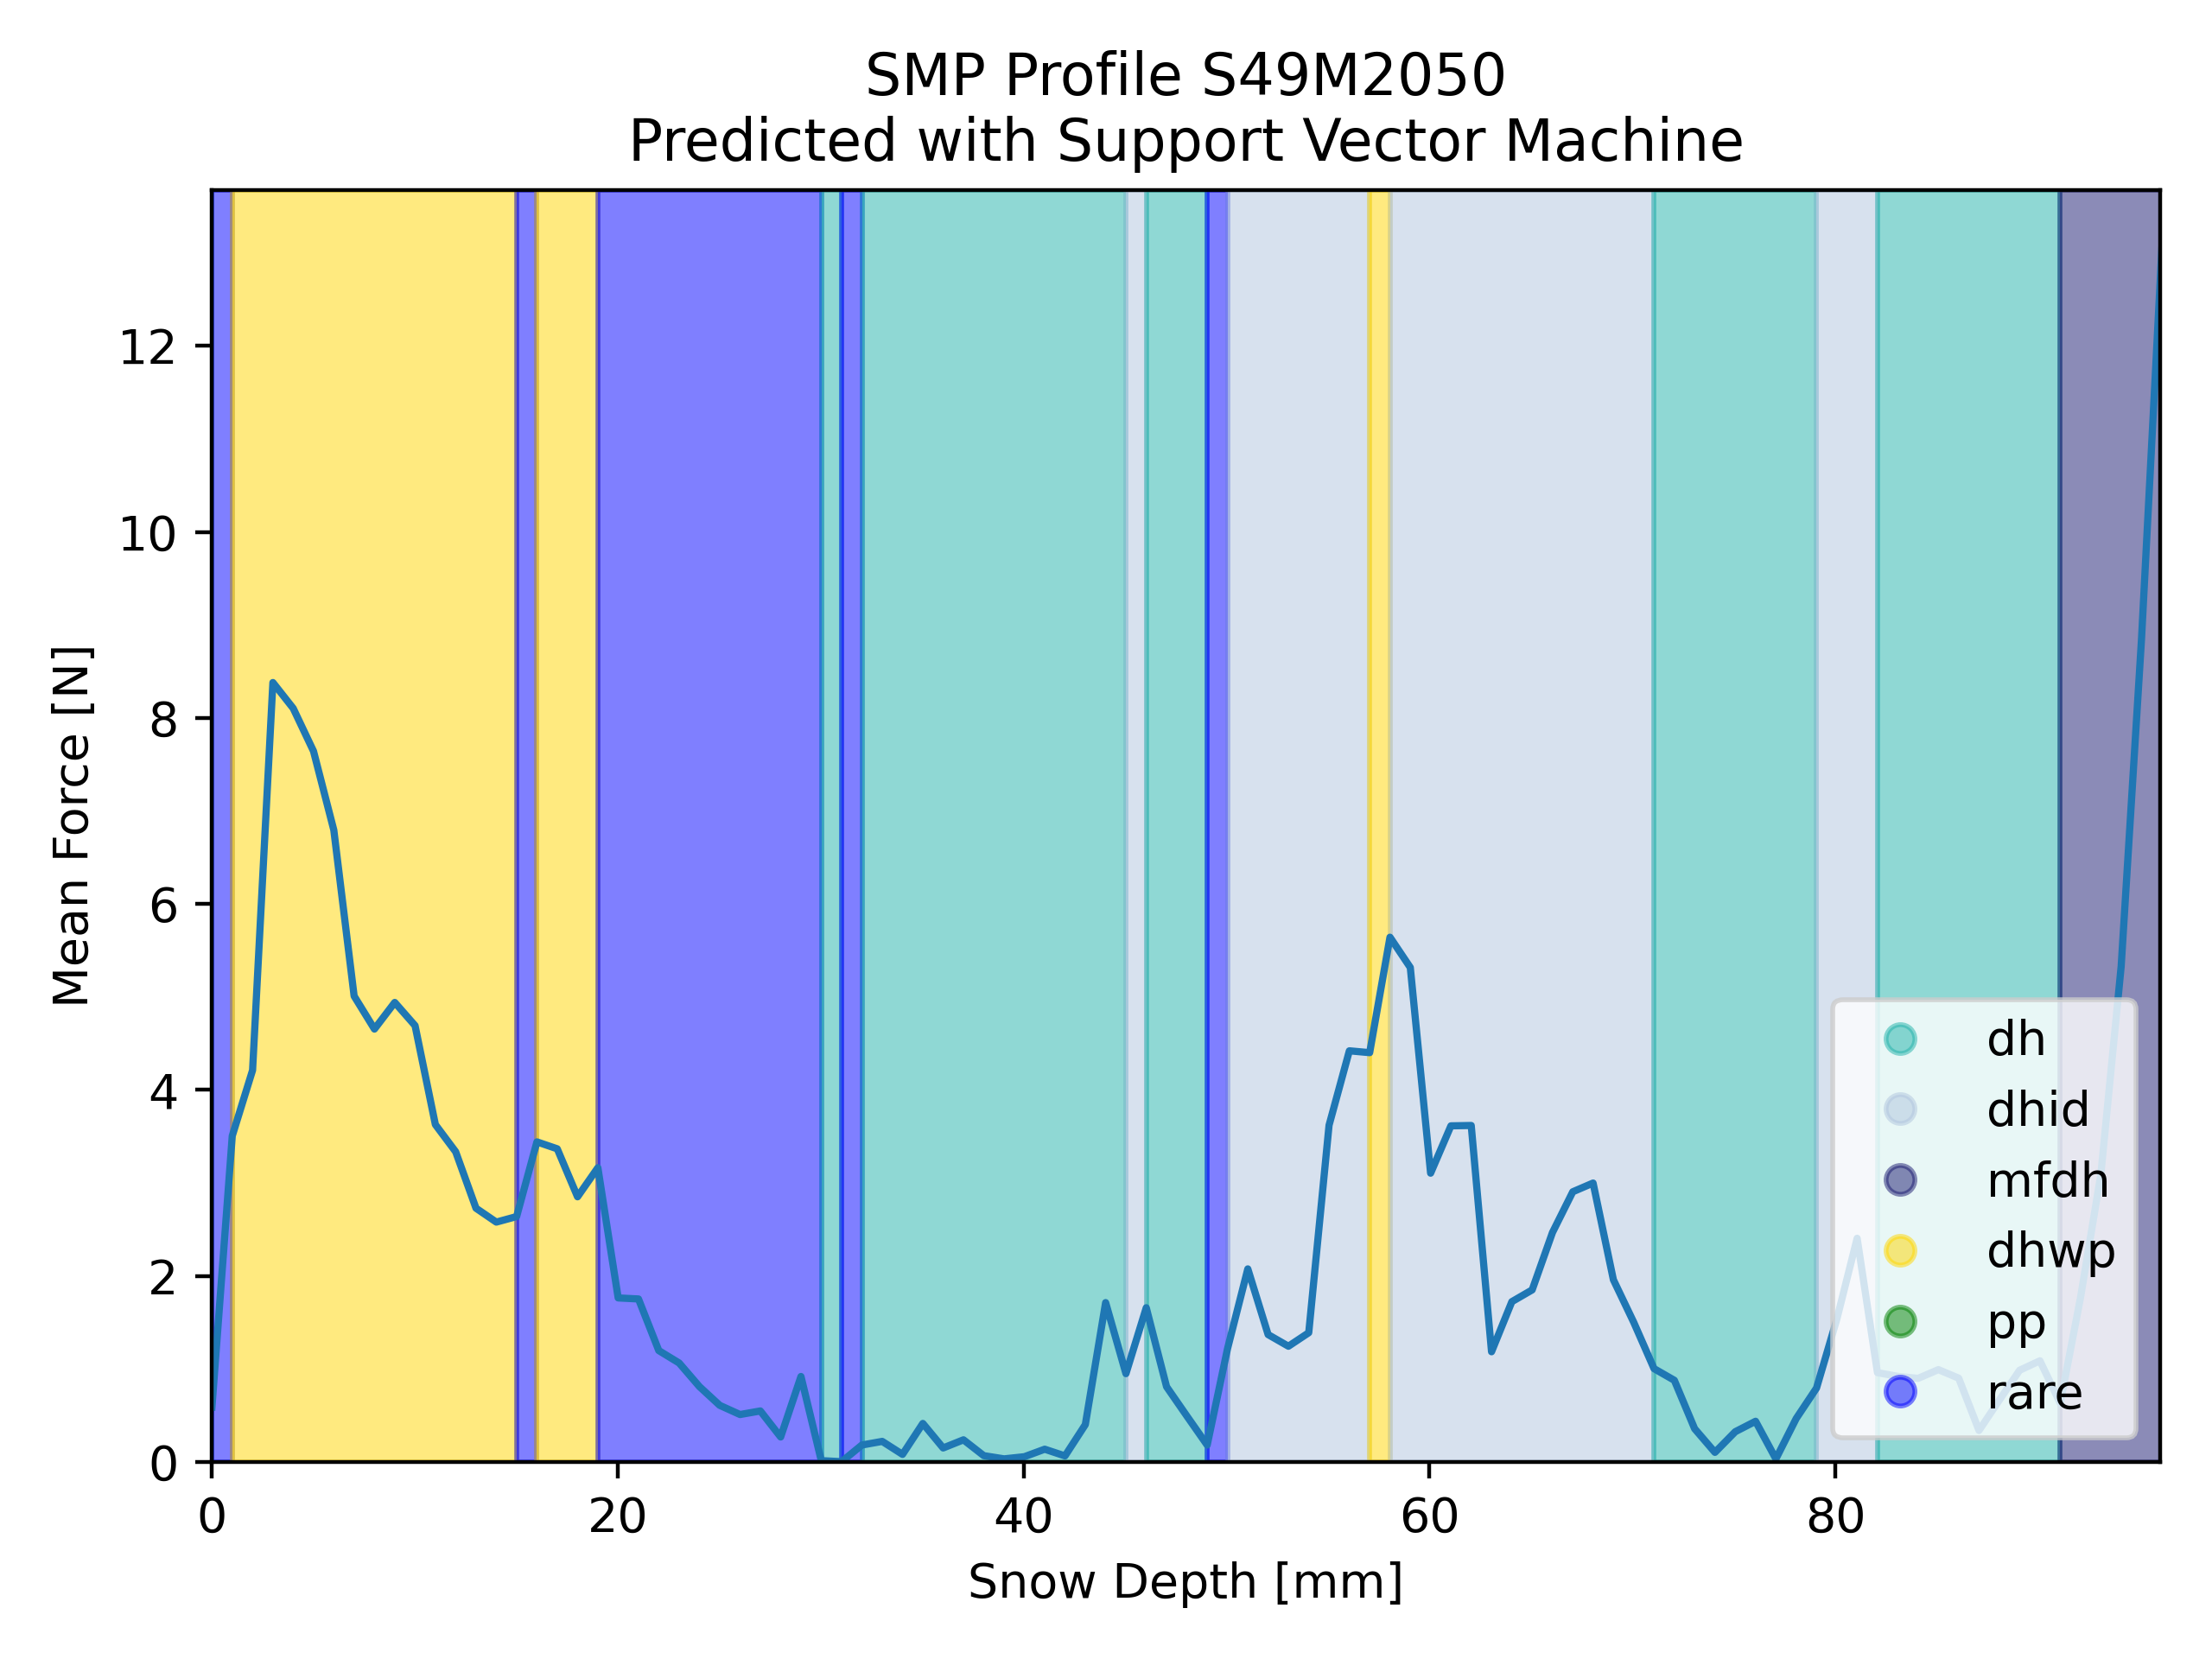 SMP Profile S49M2050
Predicted with Support Vector Machine
Mean Force [N]
12
10
8
6
4
2
0
0 20 40 60 80
Snow Depth [mm]
dh
dhid
mfdh
dhwp
pp
rare